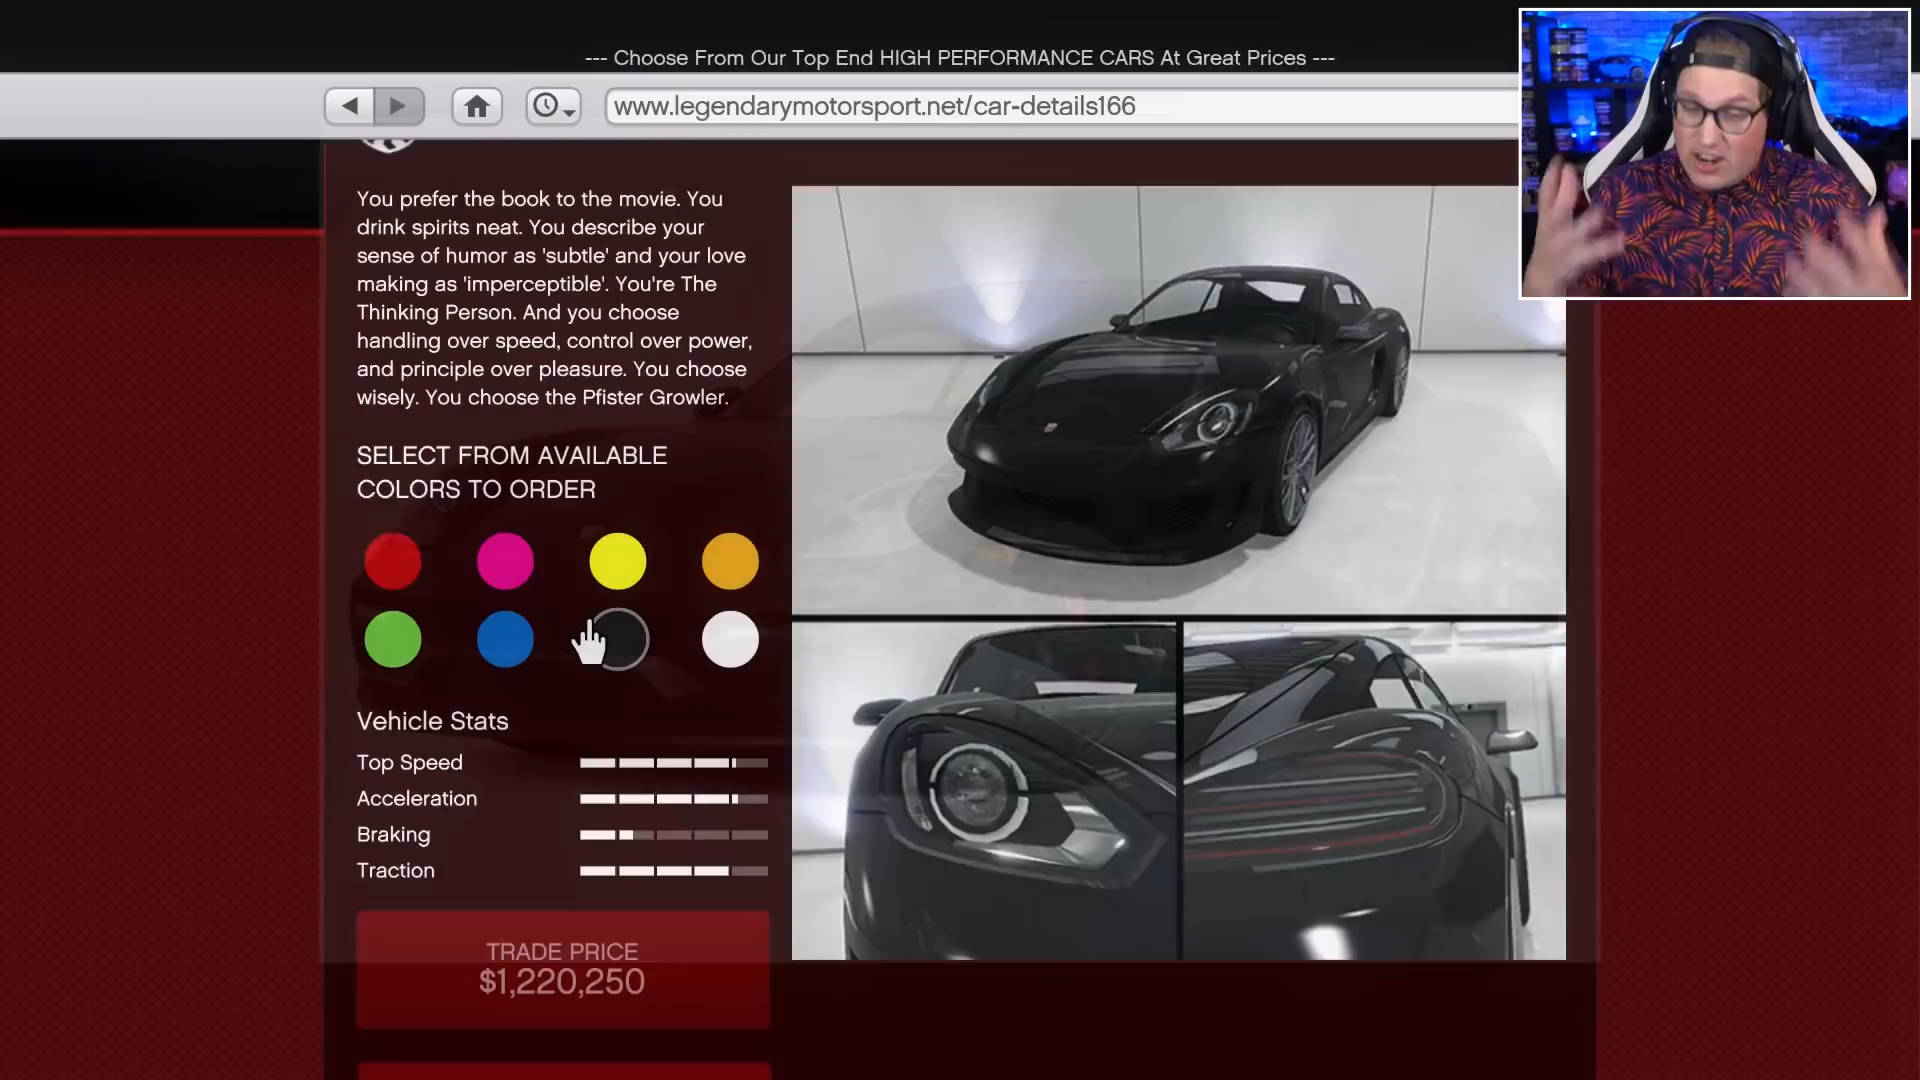 --- Choose From Our Top End HIGH PERFORMANCE CARS At Great Prices ---
www.legendarymotorsport.net/car-details166
You prefer the book to the movie. You
drink spirits neat. You describe your
sense of humor as 'subtle' and your love
making as 'imperceptible'. You're The
Thinking Person. And you choose
handling over speed, control over power,
and principle over pleasure. You choose
wisely. You choose the Pfister Growler.
SELECT FROM AVAILABLE
COLORS TO ORDER
Vehicle Stats
Top Speed
Acceleration
Braking
Traction
TRADE PRICE
$1,220,250